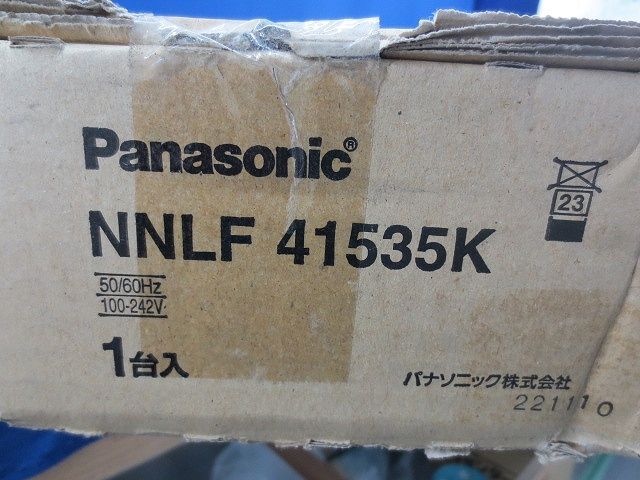 Panasonic®
NNLF 41535K
23
50/60Hz
100-242V
1台入
パナソニック株式会社
221110